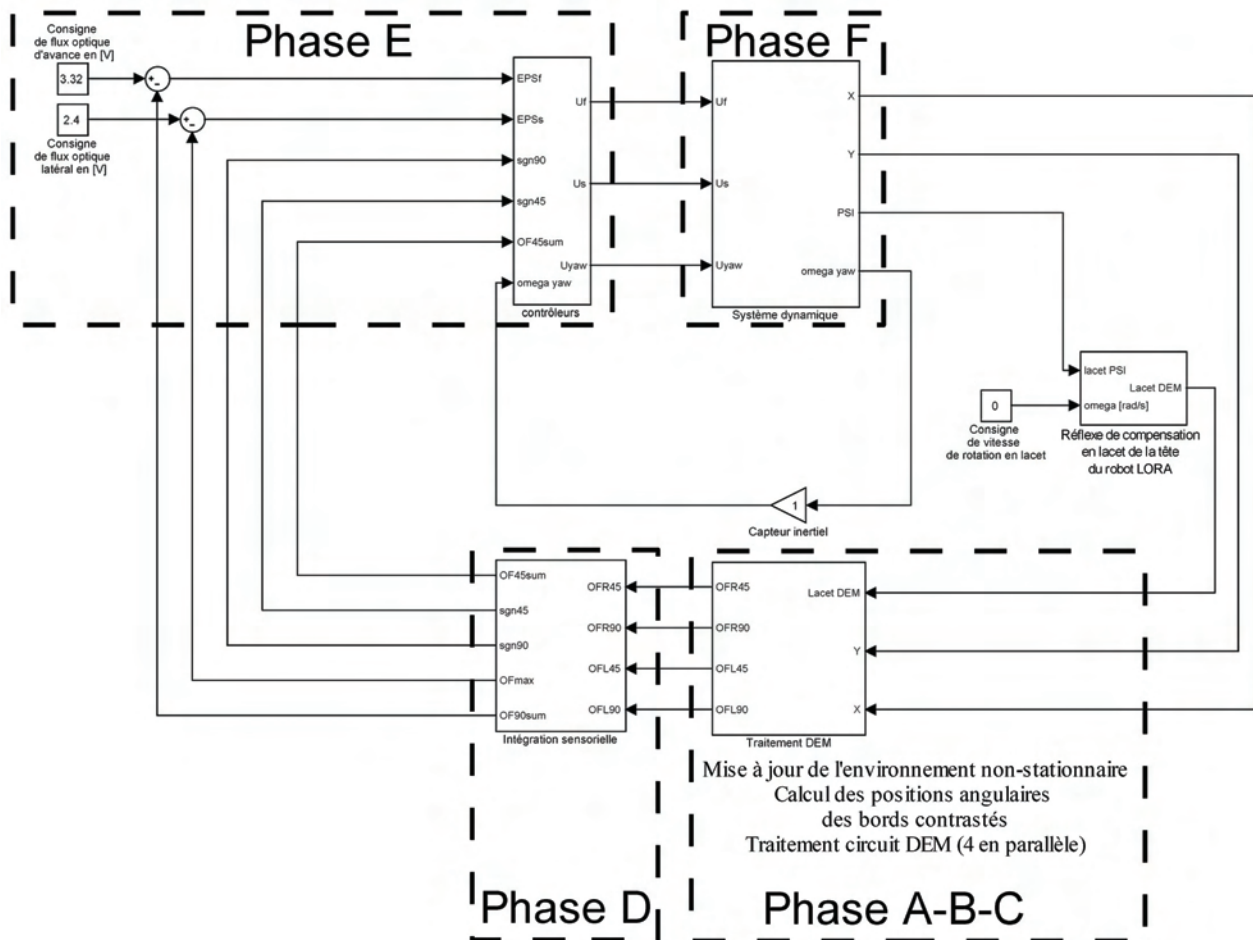 Phase E
Consigne
de flux optique
d'avance en [V]
3.32
+
-
2.4
+
-
Consigne
de flux optique
latéral en [V]
EPSf
EPSs
sgn90
sgn45
OF45sum
omega yaw
Uf
Us
Uyaw
contrôleurs
Phase F
Uf
Us
Uyaw
X
Y
PSI
omega yaw
Système dynamique
lacet PSI
Lacet DEM
omega [rad/s]
0
Consigne
de vitesse
de rotation en lacet
Réflexe de compensation
en lacet de la tête
du robot LORA
1
Capteur inertiel
OF45sum
sgn45
sgn90
OFmax
OF90sum
OFR45
OFR90
OFL45
OFL90
Intégration sensorielle
OFR45
OFR90
OFL45
OFL90
Lacet DEM
Y
X
Traitement DEM
Mise à jour de l'environnement non-stationnaire
Calcul des positions angulaires
des bords contrastés
Traitement circuit DEM (4 en parallèle)
Phase D
Phase A-B-C